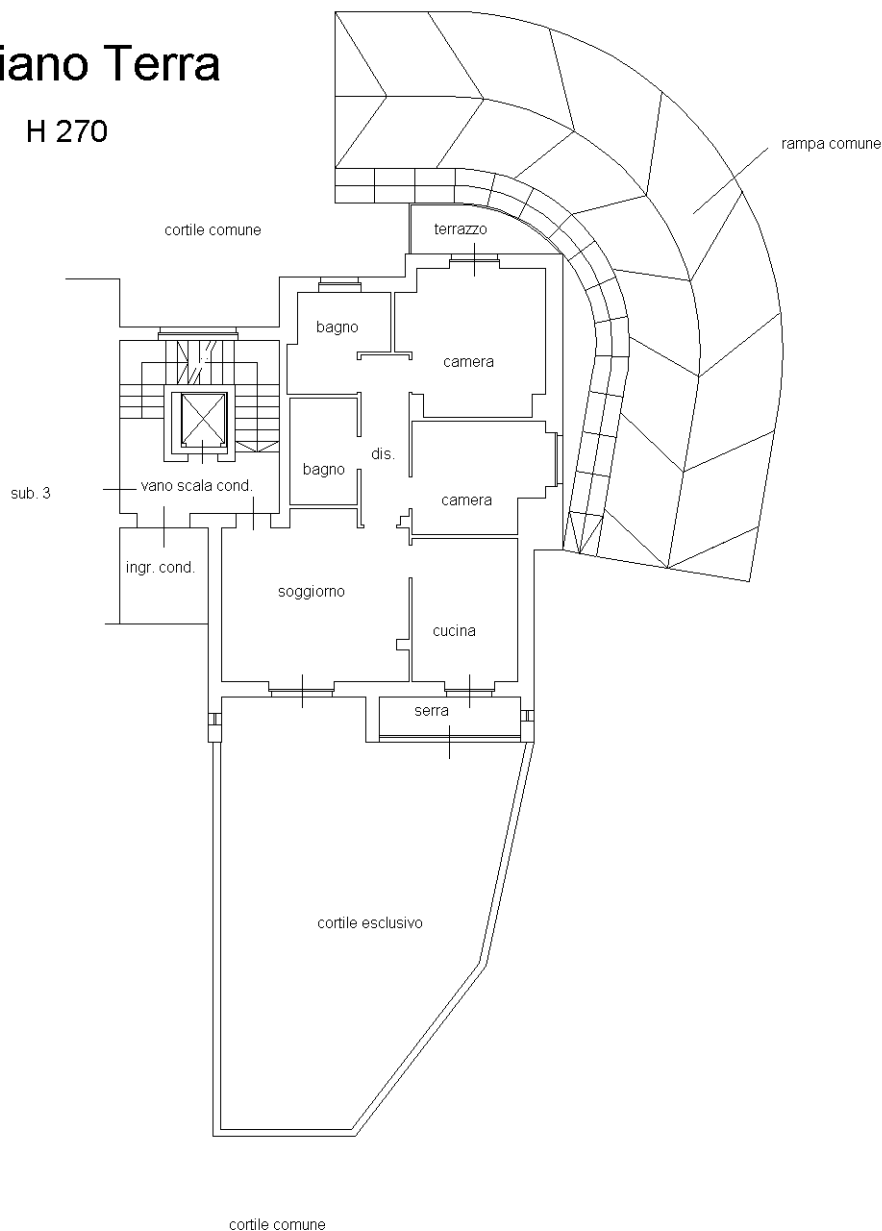 iano Terra
H 270
rampa comune
cortile comune
terrazzo
bagno
camera
dis.
bagno
sub. 3
vano scala cond.
camera
ingr. cond.
soggiorno
cucina
serra
cortile esclusivo
cortile comune